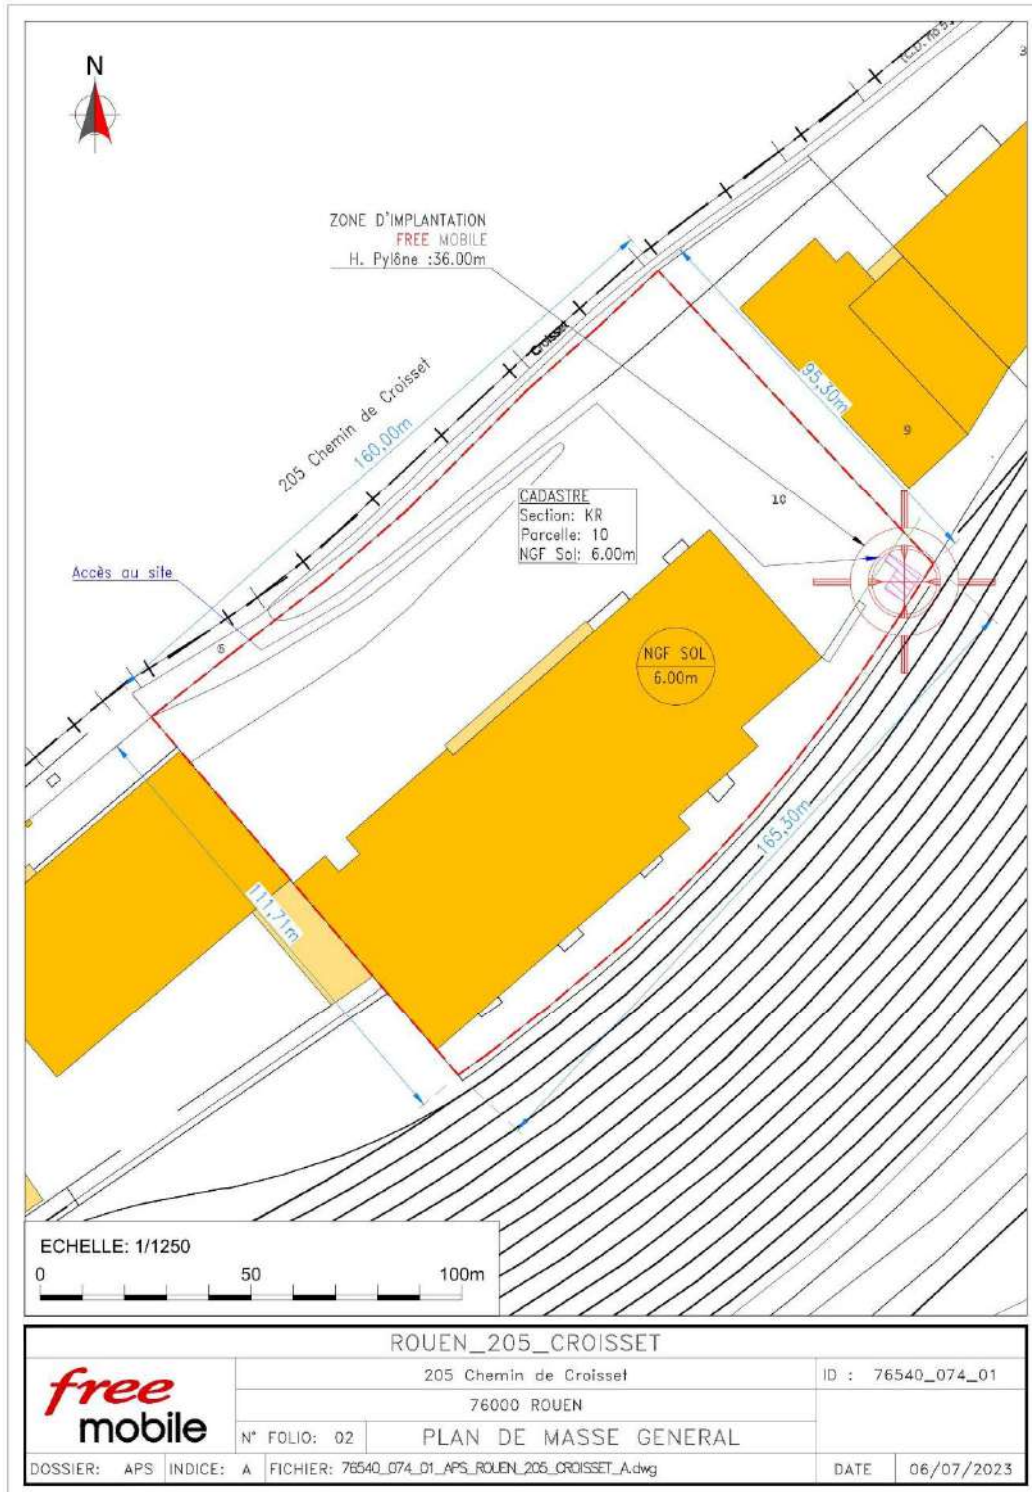 N
(C.D. no
3
ZONE D'IMPLANTATION
FREE MOBILE
H. Pylône :36.00m
Croisset
205 Chemin de Croisset
160,00m
95,30m
9
10
CADASTRE
Section: KR
Parcelle: 10
NGF Sol: 6.00m
Accès au site
6
NGF SOL
6.00m
165,30m
111,71m
ECHELLE: 1/1250
0 50 100m
ROUEN_205_CROISSET
free
mobile
205 Chemin de Croisset
ID : 76540_074_01
76000 ROUEN
N° FOLIO: 02
PLAN DE MASSE GENERAL
DOSSIER: APS
INDICE: A
FICHIER: 76540_074_01_APS_ROUEN_205_CROISSET_A.dwg
DATE
06/07/2023